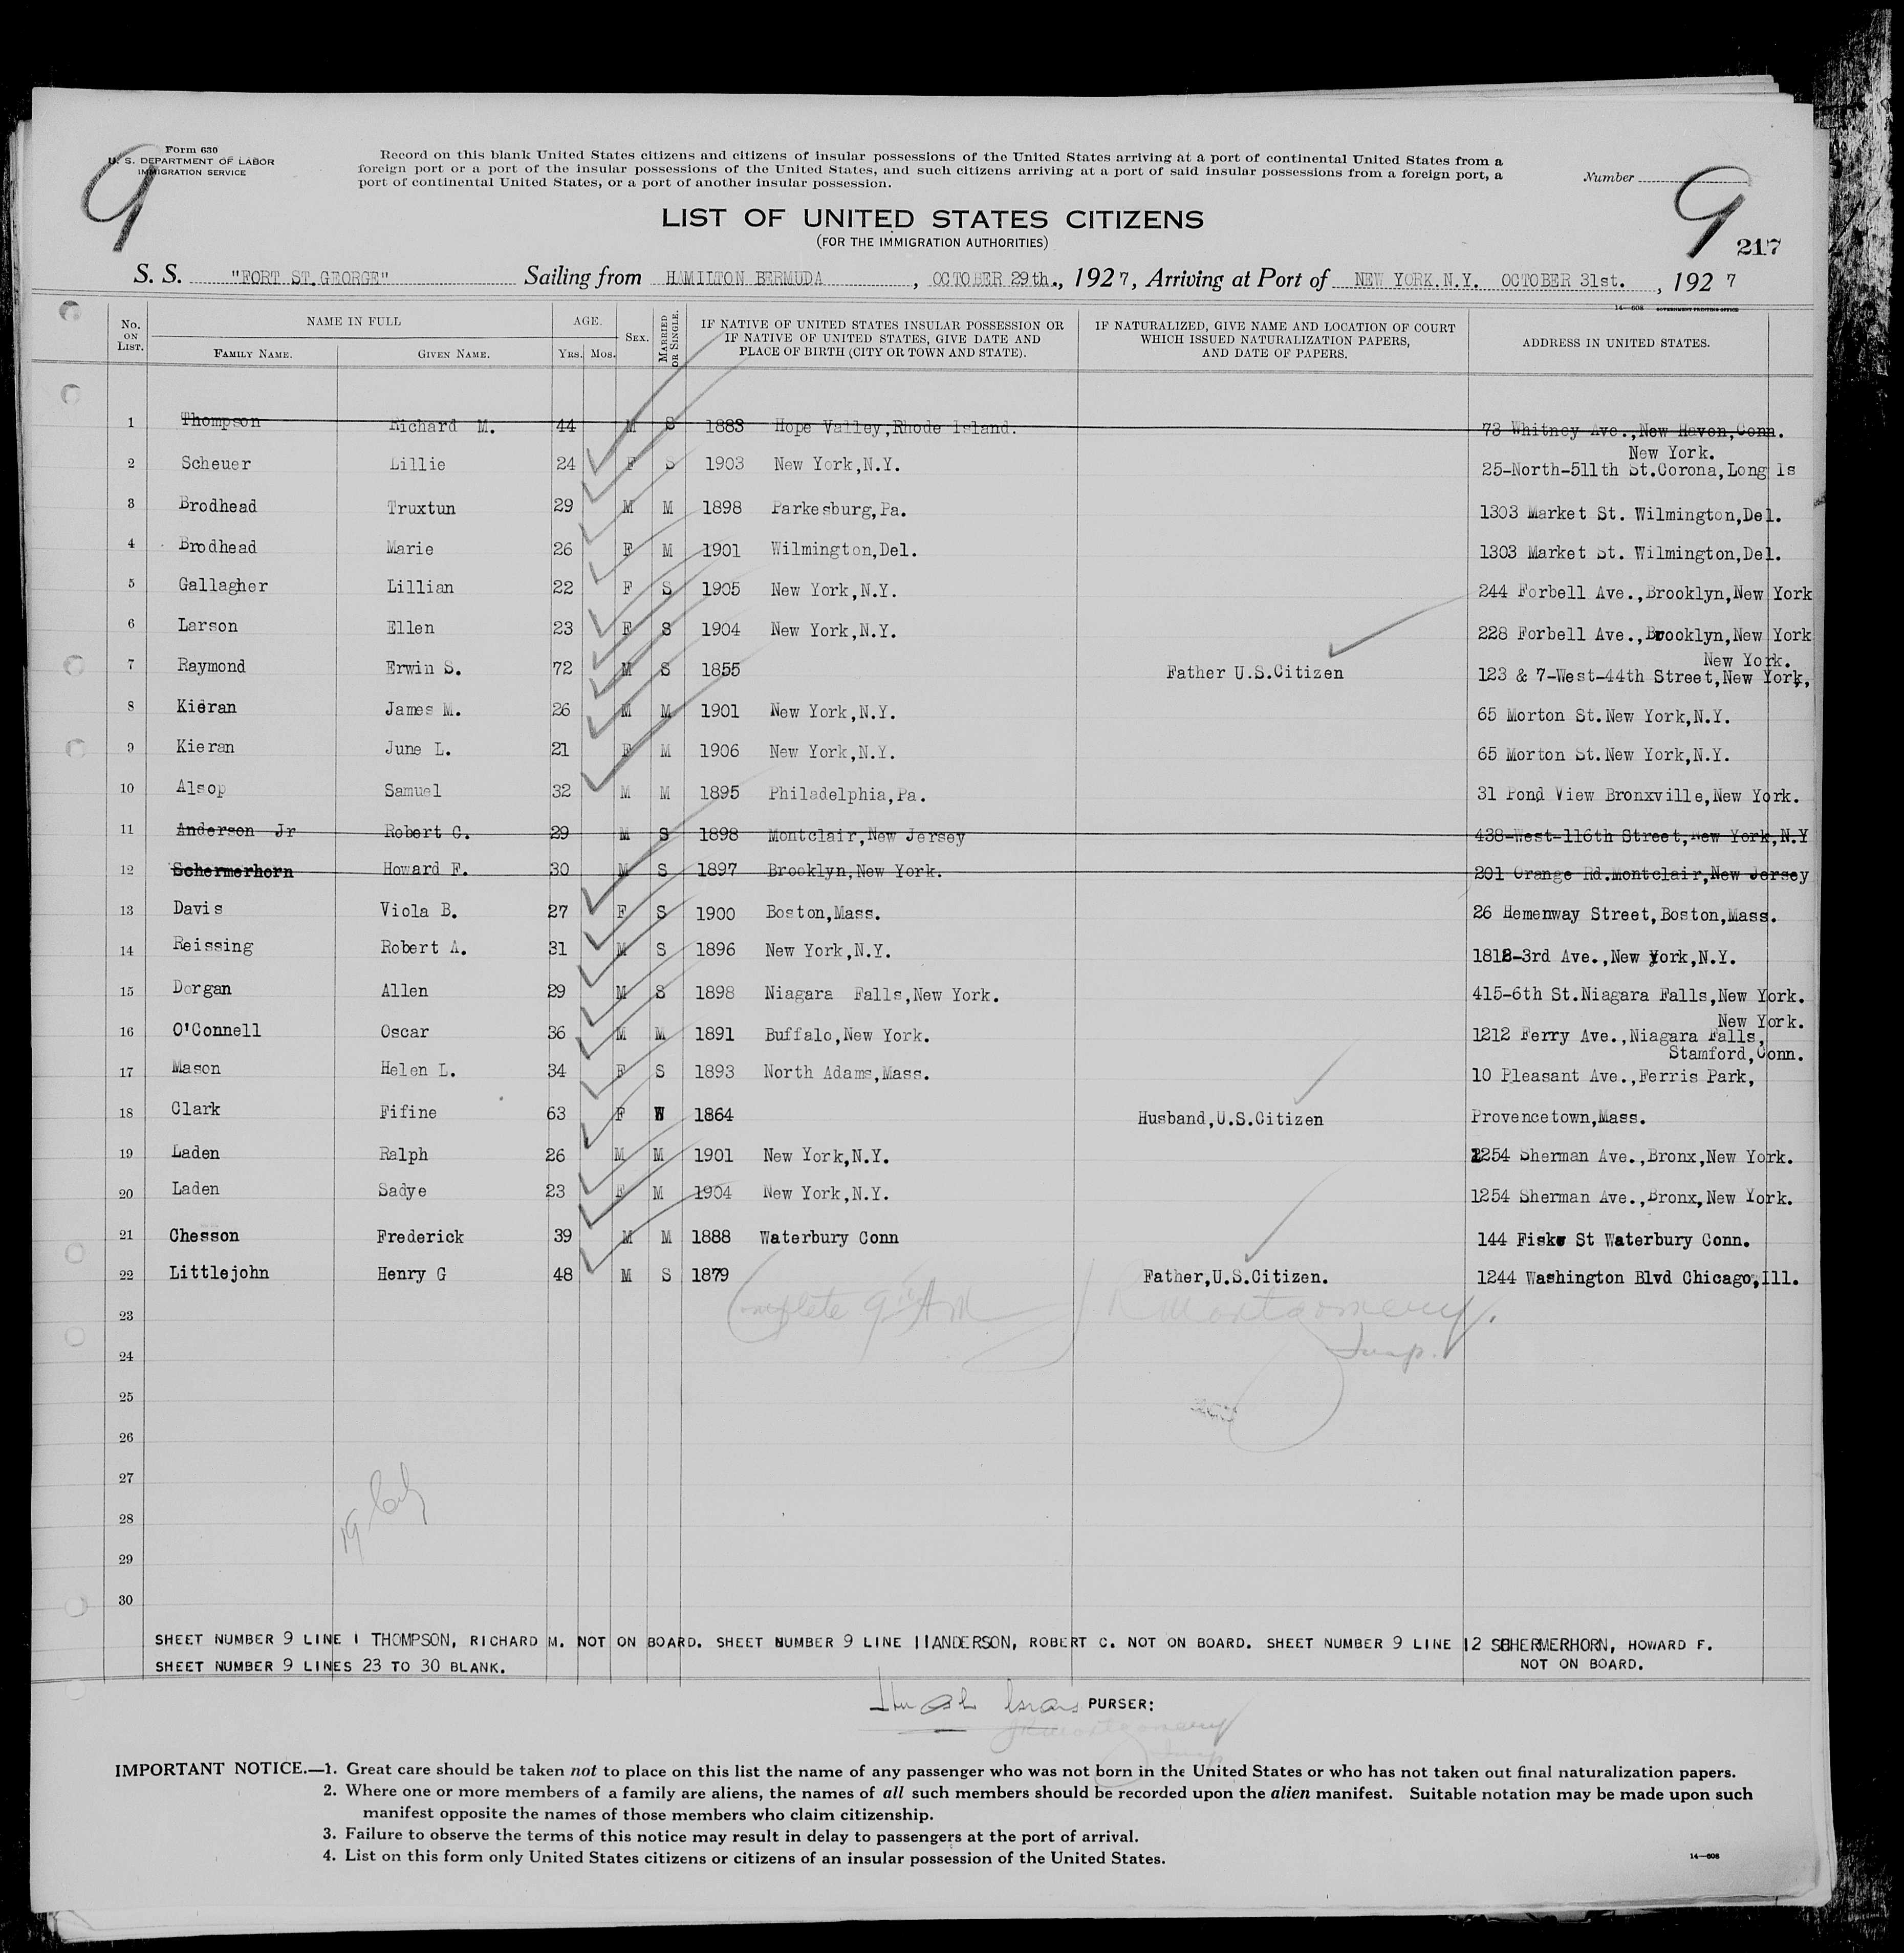 9
Form 630
U. S. DEPARTMENT OF LABOR
IMMIGRATION SERVICE
Record on this blank United States citizens and citizens of insular possessions of the United States arriving at a port of continental United States from a
foreign port or a port of the insular possessions of the United States, and such citizens arriving at a port of said insular possessions from a foreign port, a
port of continental United States, or a port of another insular possession.
Number
9
217
LIST OF UNITED STATES CITIZENS
(FOR THE IMMIGRATION AUTHORITIES)
S. S. "FORT ST.GEORGE" Sailing from HAMILTON BERMUDA, OCTOBER 29th., 1927, Arriving at Port of NEW YORK.N.Y. OCTOBER 31st., 1927
14—608 GOVERNMENT PRINTING OFFICE
No. ON LIST. NAME IN FULL FAMILY NAME. GIVEN NAME. AGE. YRS. MOS. SEX. MARRIED OR SINGLE. IF NATIVE OF UNITED STATES INSULAR POSSESSION OR IF NATIVE OF UNITED STATES, GIVE DATE AND PLACE OF BIRTH (CITY OR TOWN AND STATE). IF NATURALIZED, GIVE NAME AND LOCATION OF COURT WHICH ISSUED NATURALIZATION PAPERS, AND DATE OF PAPERS. ADDRESS IN UNITED STATES.
1 Thompson Richard M. 44 M S 1883 Hope Valley,Rhode Island. 73 Whitney Ave.,New Haven,Conn.
New York.
2 Scheuer Lillie 24 F S 1903 New York,N.Y. 25-North-511th St.Corona,Long Is
3 Brodhead Truxtun 29 M M 1898 Parkesburg,Pa. 1303 Market St. Wilmington,Del.
4 Brodhead Marie 26 F M 1901 Wilmington,Del. 1303 Market St. Wilmington,Del.
5 Gallagher Lillian 22 F S 1905 New York,N.Y. 244 Forbell Ave.,Brooklyn,New York
6 Larson Ellen 23 F S 1904 New York,N.Y. 228 Forbell Ave.,Brooklyn,New York
New York.
7 Raymond Erwin S. 72 M S 1855 Father U.S.Citizen 123 & 7-West-44th Street,New York,
8 Kieran James M. 26 M M 1901 New York,N.Y. 65 Morton St.New York,N.Y.
9 Kieran June L. 21 F M 1906 New York,N.Y. 65 Morton St.New York,N.Y.
10 Alsop Samuel 32 M M 1895 Philadelphia,Pa. 31 Pond View Bronxville,New York.
11 Anderson Jr Robert C. 29 M S 1898 Montclair,New Jersey 438-West-116th Street,New York,N.Y
12 Schermerhorn Howard F. 30 M S 1897 Brooklyn,New York. 201 Orange Rd.Montclair,New Jersey
13 Davis Viola B. 27 F S 1900 Boston,Mass. 26 Hemenway Street,Boston,Mass.
14 Reissing Robert A. 31 M S 1896 New York,N.Y. 1818-3rd Ave.,New York,N.Y.
15 Dorgan Allen 29 M S 1898 Niagara Falls,New York. 415-6th St.Niagara Falls,New York.
New York.
16 O'Connell Oscar 36 M M 1891 Buffalo,New York. 1212 Ferry Ave.,Niagara Falls,
Stamford,Conn.
17 Mason Helen L. 34 F S 1893 North Adams,Mass. 10 Pleasant Ave.,Ferris Park,
18 Clark Fifine 63 F W 1864 Husband,U.S.Citizen Provencetown,Mass.
19 Laden Ralph 26 M M 1901 New York,N.Y. 1254 Sherman Ave.,Bronx,New York.
20 Laden Sadye 23 F M 1904 New York,N.Y. 1254 Sherman Ave.,Bronx,New York.
21 Chesson Frederick 39 M M 1888 Waterbury Conn 144 Fiske St Waterbury Conn.
22 Littlejohn Henry G 48 M S 1879 Father,U.S.Citizen. 1244 Washington Blvd Chicago,Ill.
Complete 9 AM Montgomery.
23
Insp.
24
25
26
27
28
19
29
30
SHEET NUMBER 9 LINE 1 THOMPSON, RICHARD M. NOT ON BOARD. SHEET NUMBER 9 LINE 11ANDERSON, ROBERT C. NOT ON BOARD. SHEET NUMBER 9 LINE 12 SCHERMERHORN, HOWARD F.
SHEET NUMBER 9 LINES 23 TO 30 BLANK. NOT ON BOARD.
PURSER:
Montgomery
Insp
IMPORTANT NOTICE.—1. Great care should be taken not to place on this list the name of any passenger who was not born in the United States or who has not taken out final naturalization papers.
2. Where one or more members of a family are aliens, the names of all such members should be recorded upon the alien manifest. Suitable notation may be made upon such
manifest opposite the names of those members who claim citizenship.
3. Failure to observe the terms of this notice may result in delay to passengers at the port of arrival.
4. List on this form only United States citizens or citizens of an insular possession of the United States.
14—608